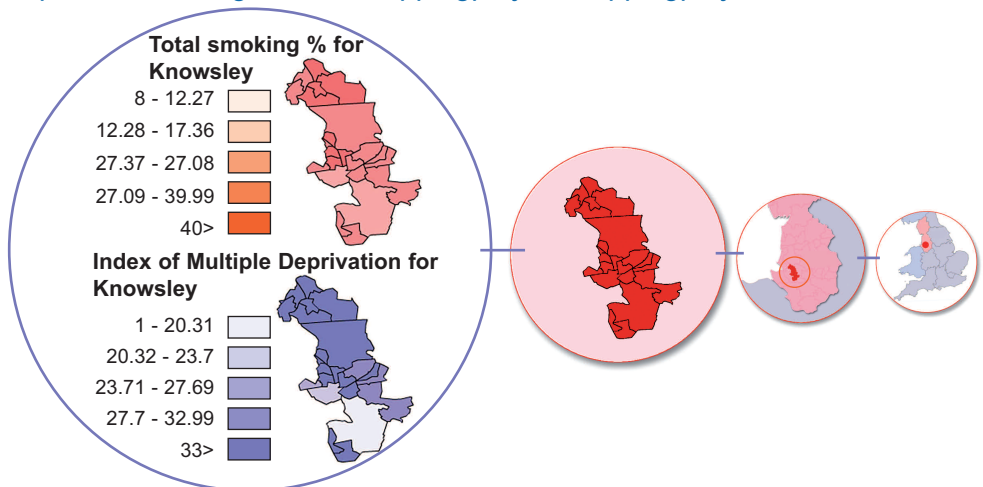 Total smoking % for
Knowsley
8 - 12.27
12.28 - 17.36
27.37 - 27.08
27.09 - 39.99
40>
Index of Multiple Deprivation for
Knowsley
1 - 20.31
20.32 - 23.7
23.71 - 27.69
27.7 - 32.99
33>